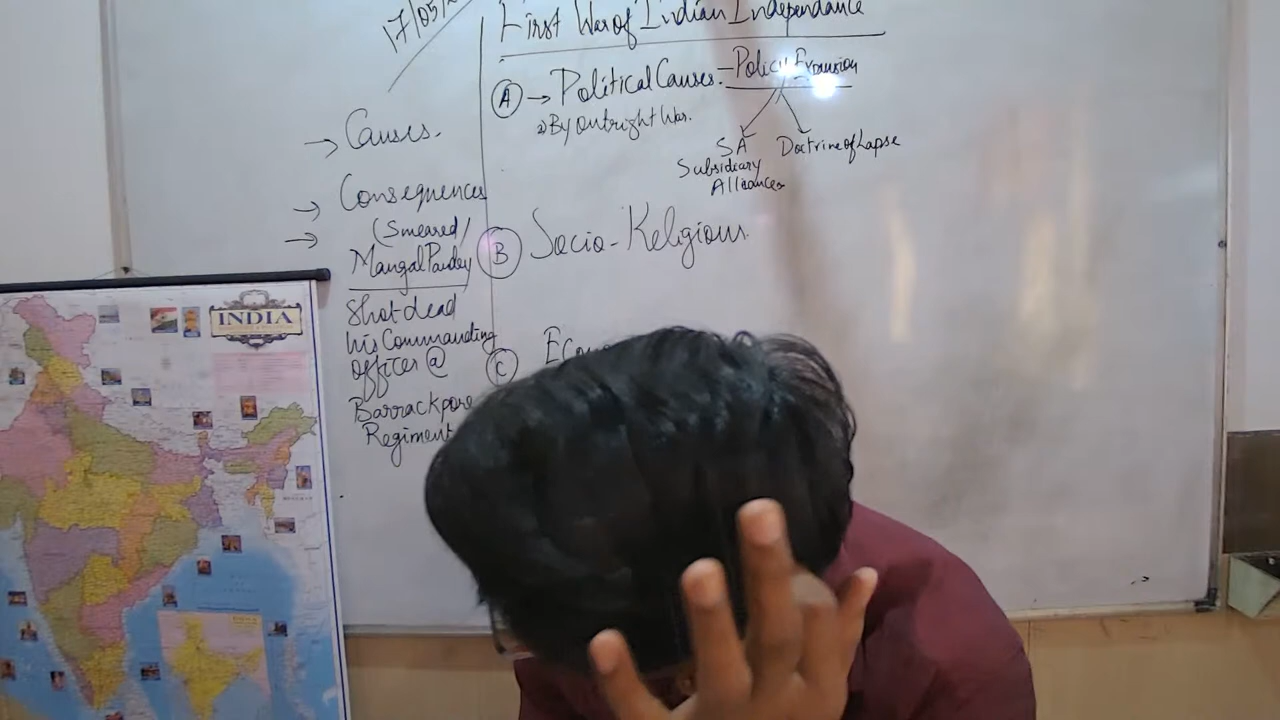 17/05/2
First War of Indian Independance
A → Political Causes. - Policy Expansion
a) By Outright War.
SA
Subsidiary
Alliances
Doctrine of Lapse
→ Causes.
→ Consequences
→ (Smeared/
Mangal Pandey
Shot dead
his Commanding
officer @
Barrackpore
Regiment
B Socio-Religious
C
INDIA